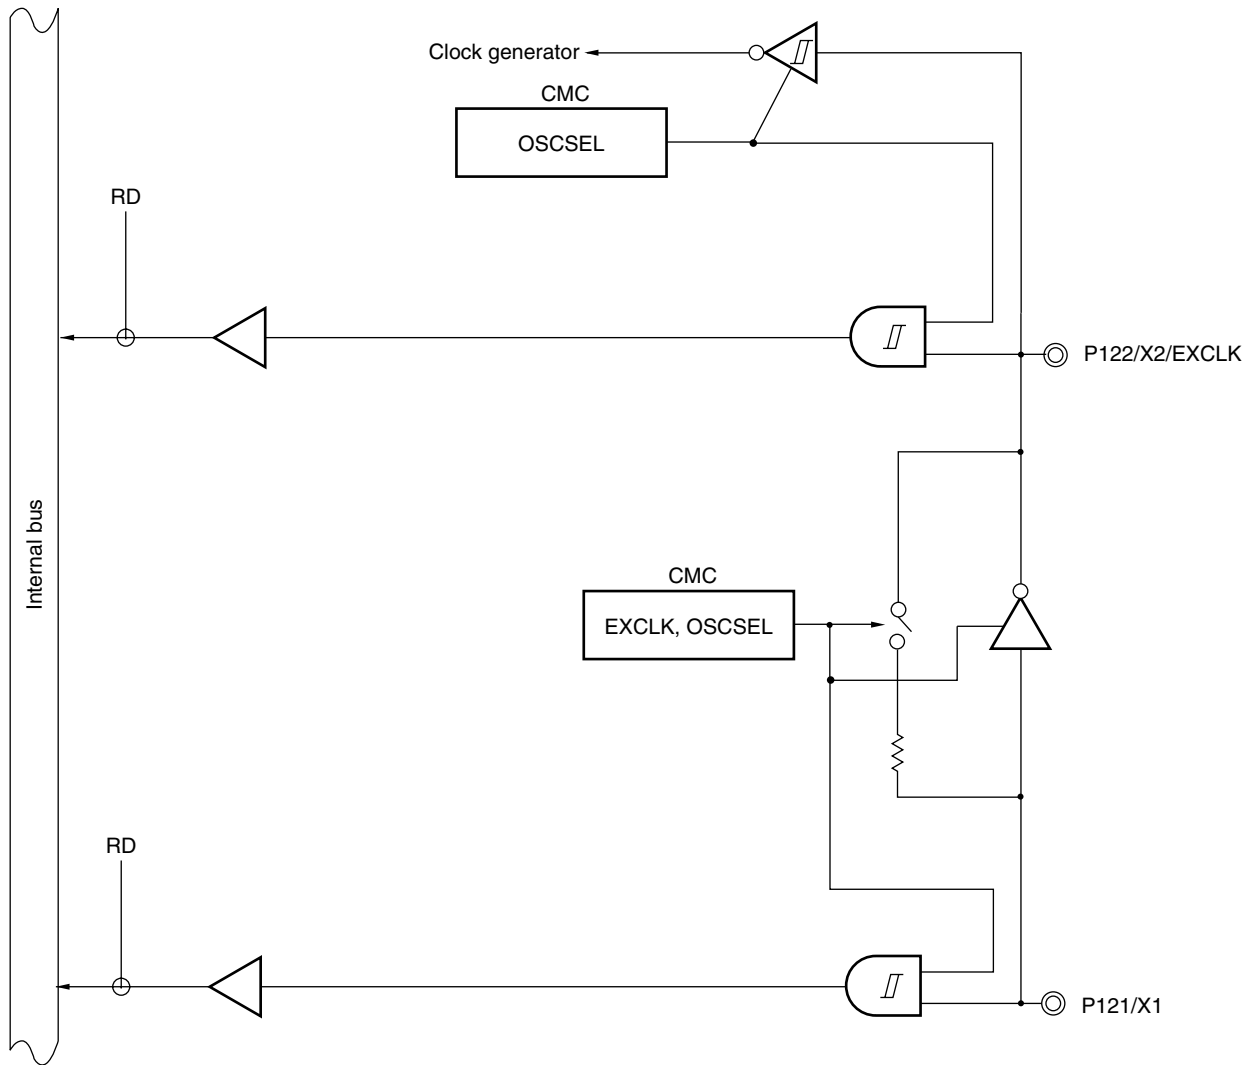 Clock generator
CMC
OSCSEL
RD
P122/X2/EXCLK
Internal bus
CMC
EXCLK, OSCSEL
RD
P121/X1